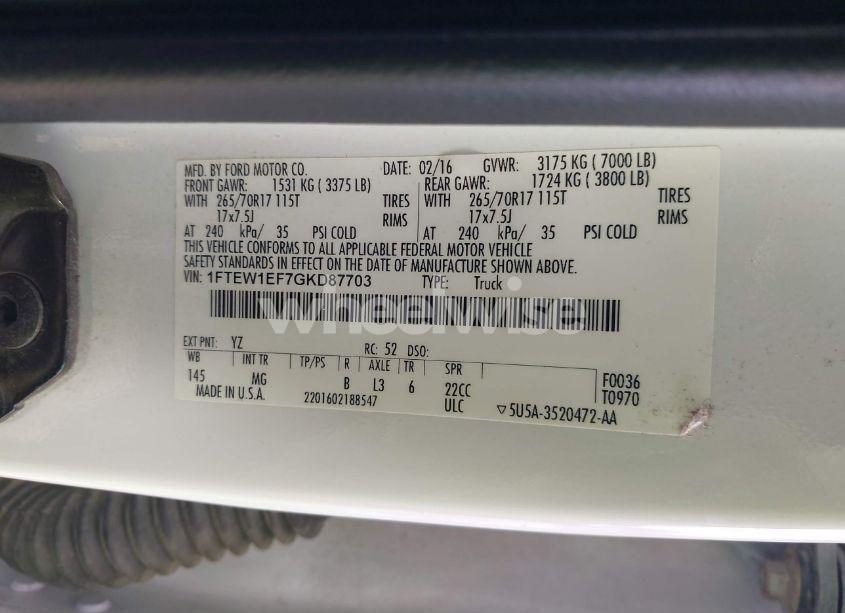 MFD. BY FORD MOTOR CO. DATE: 02/16 GVWR: 3175 KG ( 7000 LB)
FRONT GAWR: 1531 KG ( 3375 LB) REAR GAWR: 1724 KG ( 3800 LB)
WITH 265/70R17 115T TIRES WITH 265/70R17 115T TIRES
17x7.5J RIMS 17x7.5J RIMS
AT 240 kPa/ 35 PSI COLD AT 240 kPa/ 35 PSI COLD
THIS VEHICLE CONFORMS TO ALL APPLICABLE FEDERAL MOTOR VEHICLE
SAFETY STANDARDS IN EFFECT ON THE DATE OF MANUFACTURE SHOWN ABOVE.
VIN: 1FTEW1EF7GKD87703 TYPE: Truck
wheelwise
EXT PNT: YZ RC: 52 DSO:
WB INT TR TP/PS R AXLE TR SPR
145 MG B L3 6 22CC F0036
MADE IN U.S.A. 2201602188547 ULC ▽5U5A-3520472-AA T0970